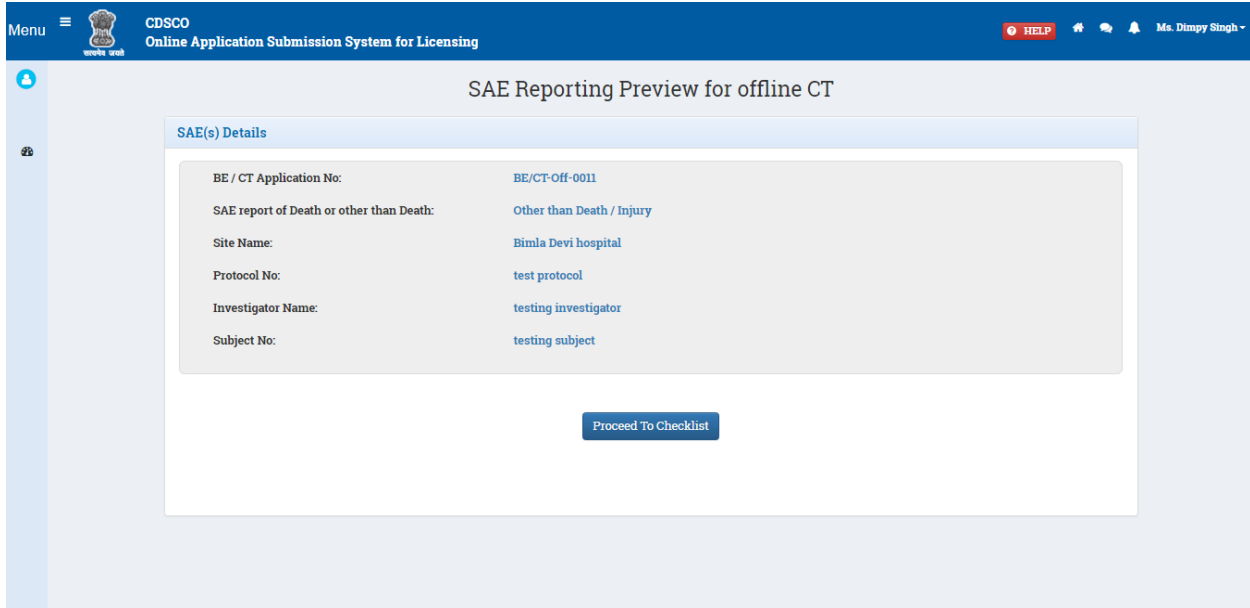 Menu
सत्यमेव जयते
CDSCO
Online Application Submission System for Licensing
HELP
Ms. Dimpy Singh
SAE Reporting Preview for offline CT
SAE(s) Details
BE / CT Application No: BE/CT-Off-0011
SAE report of Death or other than Death: Other than Death / Injury
Site Name: Bimla Devi hospital
Protocol No: test protocol
Investigator Name: testing investigator
Subject No: testing subject
Proceed To Checklist